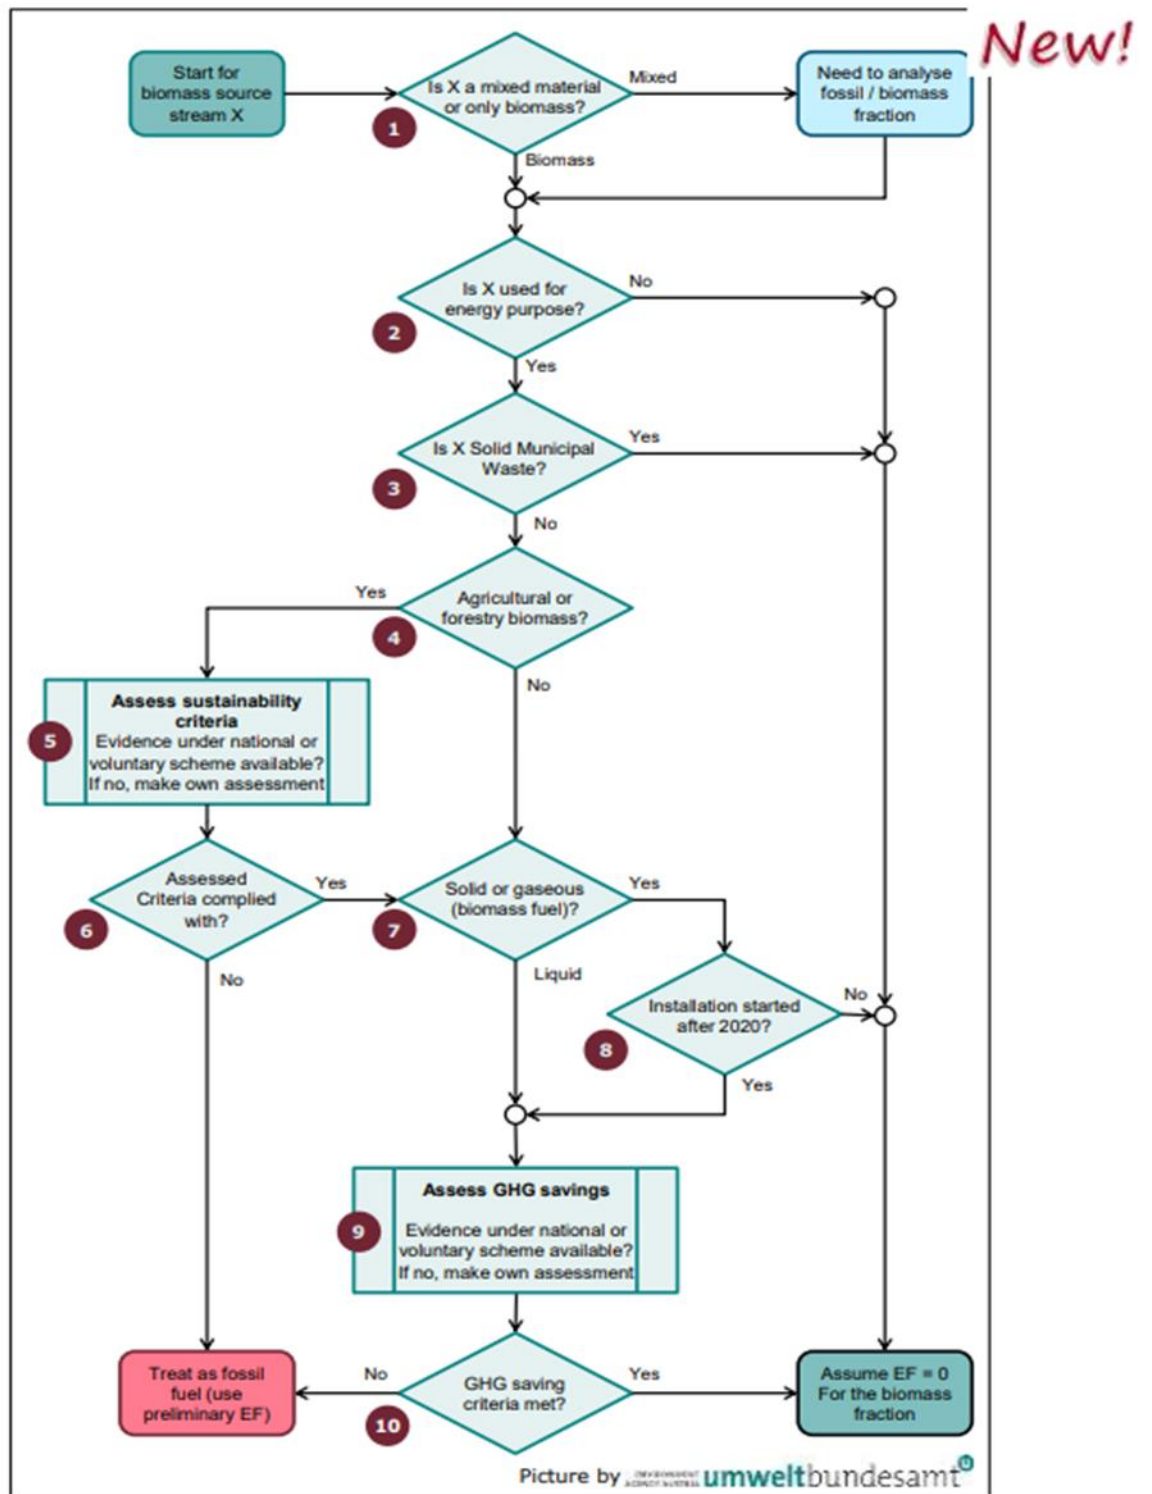 New!
Start for
biomass source
stream X
Is X a mixed material
or only biomass?
Mixed
Need to analyse
fossil / biomass
fraction
1
Biomass
Is X used for
energy purpose?
No
2
Yes
Is X Solid Municipal
Waste?
Yes
3
No
Agricultural or
forestry biomass?
Yes
4
No
Assess sustainability
criteria
Evidence under national or
voluntary scheme available?
If no, make own assessment
5
Assessed
Criteria complied
with?
Yes
6
No
Solid or gaseous
(biomass fuel)?
Yes
7
Liquid
Installation started
after 2020?
No
8
Yes
Assess GHG savings
Evidence under national or
voluntary scheme available?
If no, make own assessment
9
Treat as fossil
fuel (use
preliminary EF)
No
GHG saving
criteria met?
Yes
10
Assume EF = 0
For the biomass
fraction
Picture by umweltbundesamt